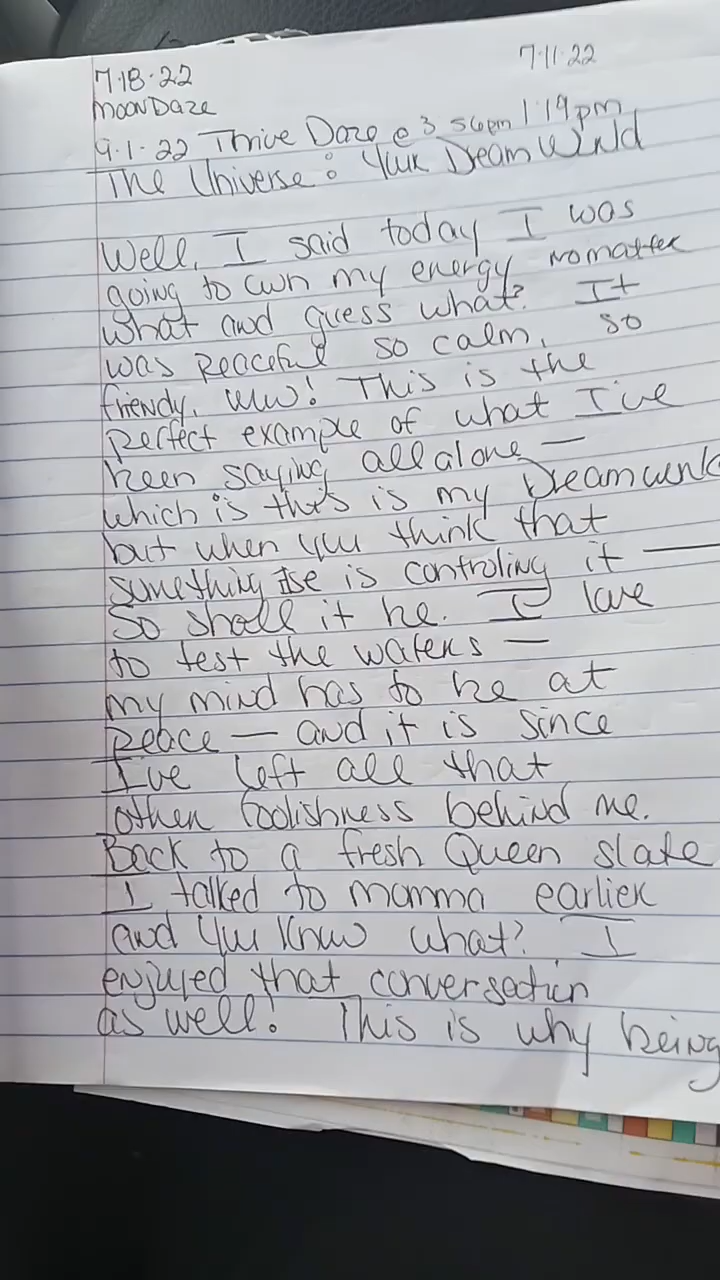 7·18·22
7·11·22
MOON DAZE
9·1·22 Thrive Daze @ 3 56pm 1:19pm
The Universe: Your Dream World
Well, I said today I was
going to own my energy no matter
what and guess what? It
was peaceful so calm, so
friendly, wow! This is the
perfect example of what I've
been saying all alone —
which is this is my Dreamworld
but when you think that
something else is controling it —
So shall it be. I love
to test the waters —
my mind has to be at
peace — and it is since
I've left all that
other foolishness behind me.
Back to a fresh Queen slate
I talked to momma earlier
and you know what? I
enjoyed that conversation
as well! This is why being